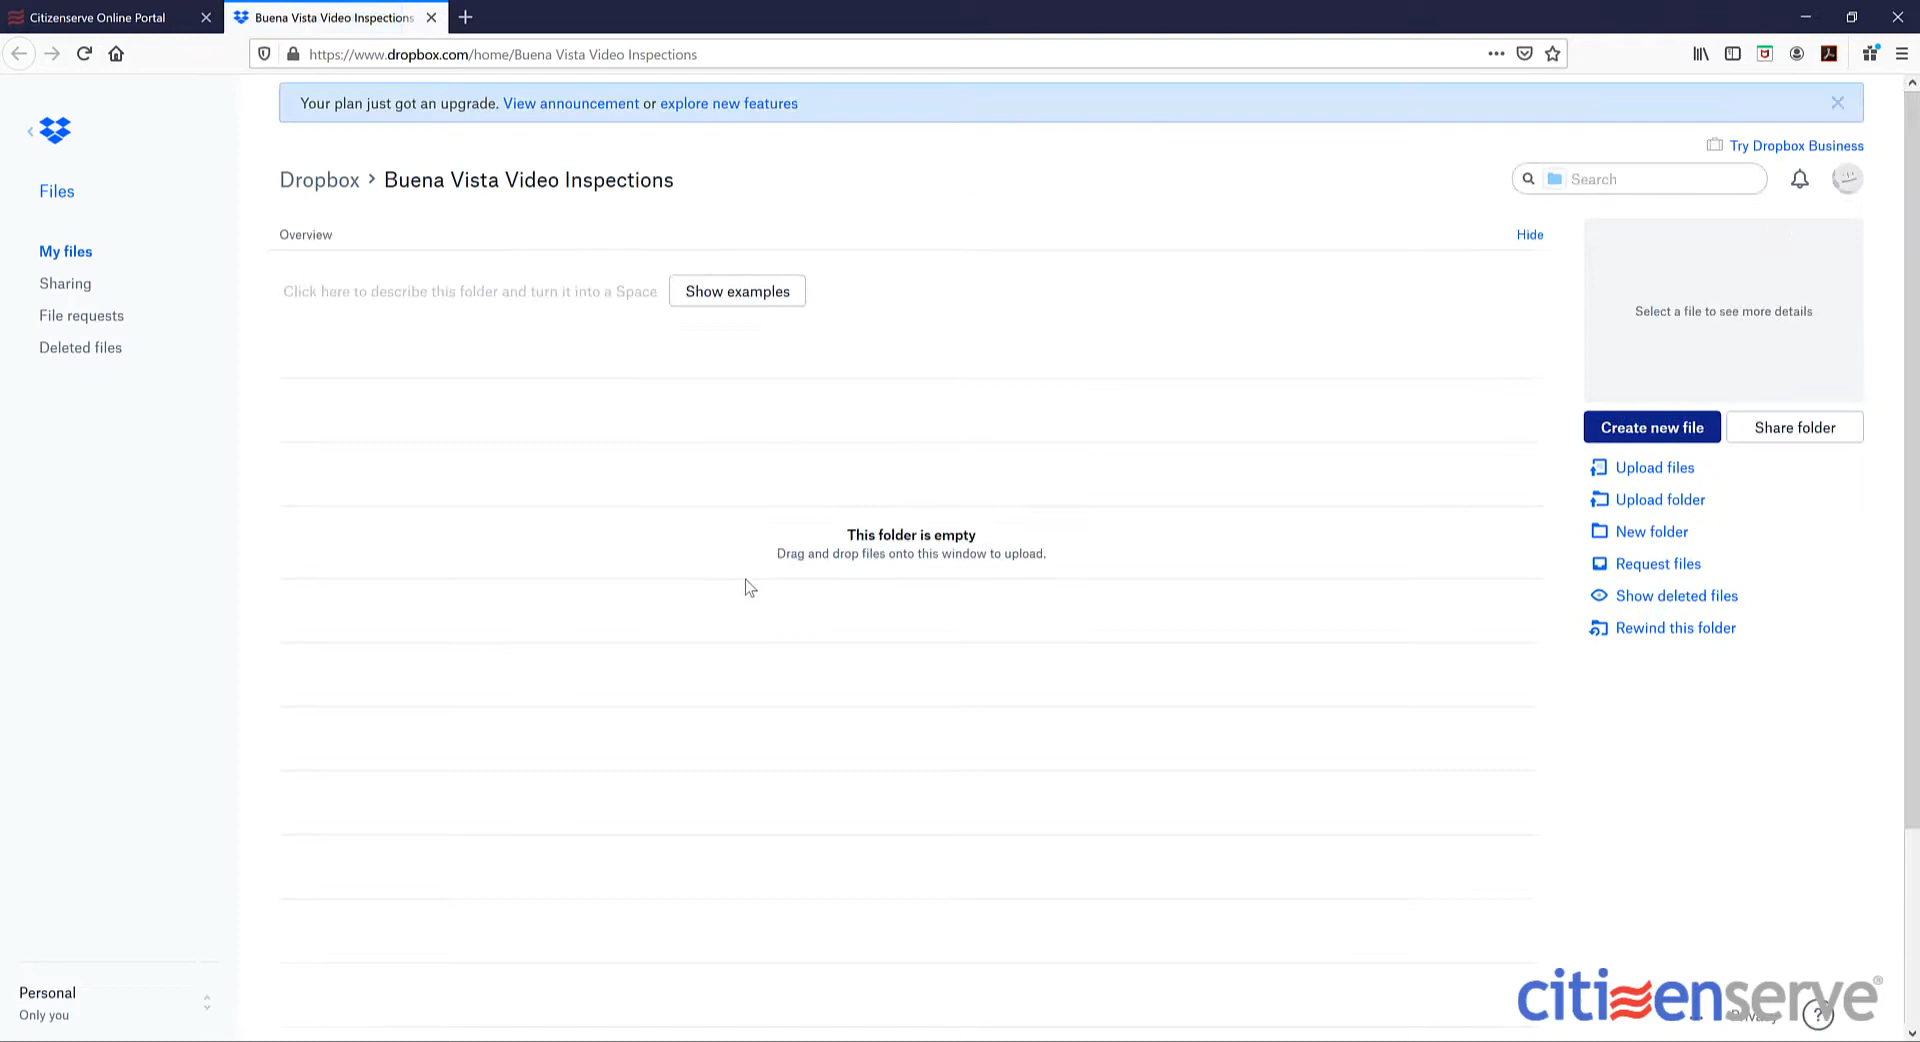 Citizenserve Online Portal
Buena Vista Video Inspections
https://www.dropbox.com/home/Buena Vista Video Inspections
Your plan just got an upgrade. View announcement or explore new features
Try Dropbox Business
Dropbox > Buena Vista Video Inspections
Search
Files
My files
Sharing
File requests
Deleted files
Overview
Hide
Click here to describe this folder and turn it into a Space
Show examples
Select a file to see more details
Create new file
Share folder
Upload files
Upload folder
New folder
Request files
Show deleted files
Rewind this folder
This folder is empty
Drag and drop files onto this window to upload.
Personal
Only you
citizenserve®
Privacy
?